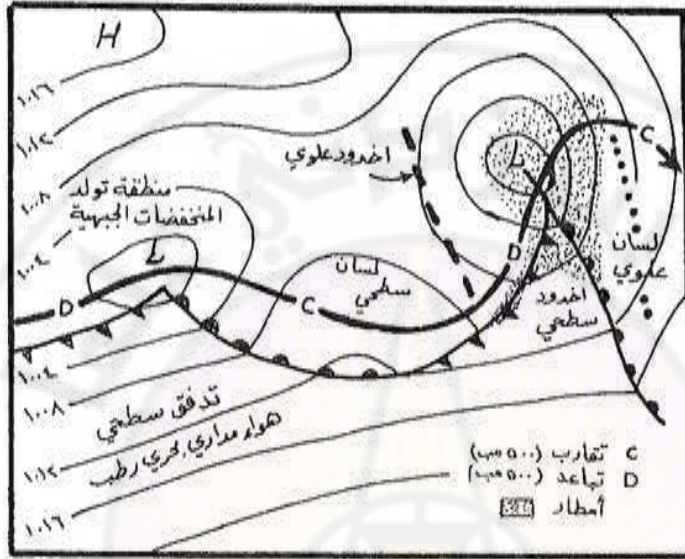 H
١٠١٦
١٠١٢
١٠٠٨
١٠٠٤
منطقة تولد
المنخفضات الجبهية
L
D
C
لسان
سطحي
اخدود علوي
L
D
C
لسان
علوي
اخدود
سطحي
١٠٠٤
١٠٠٨
١٠١٢
١٠١٦
تدفق سطحي
هواء مداري بحري رطب
C تقارب (٥٠٠ مب)
D تباعد (٥٠٠ مب)
أمطار